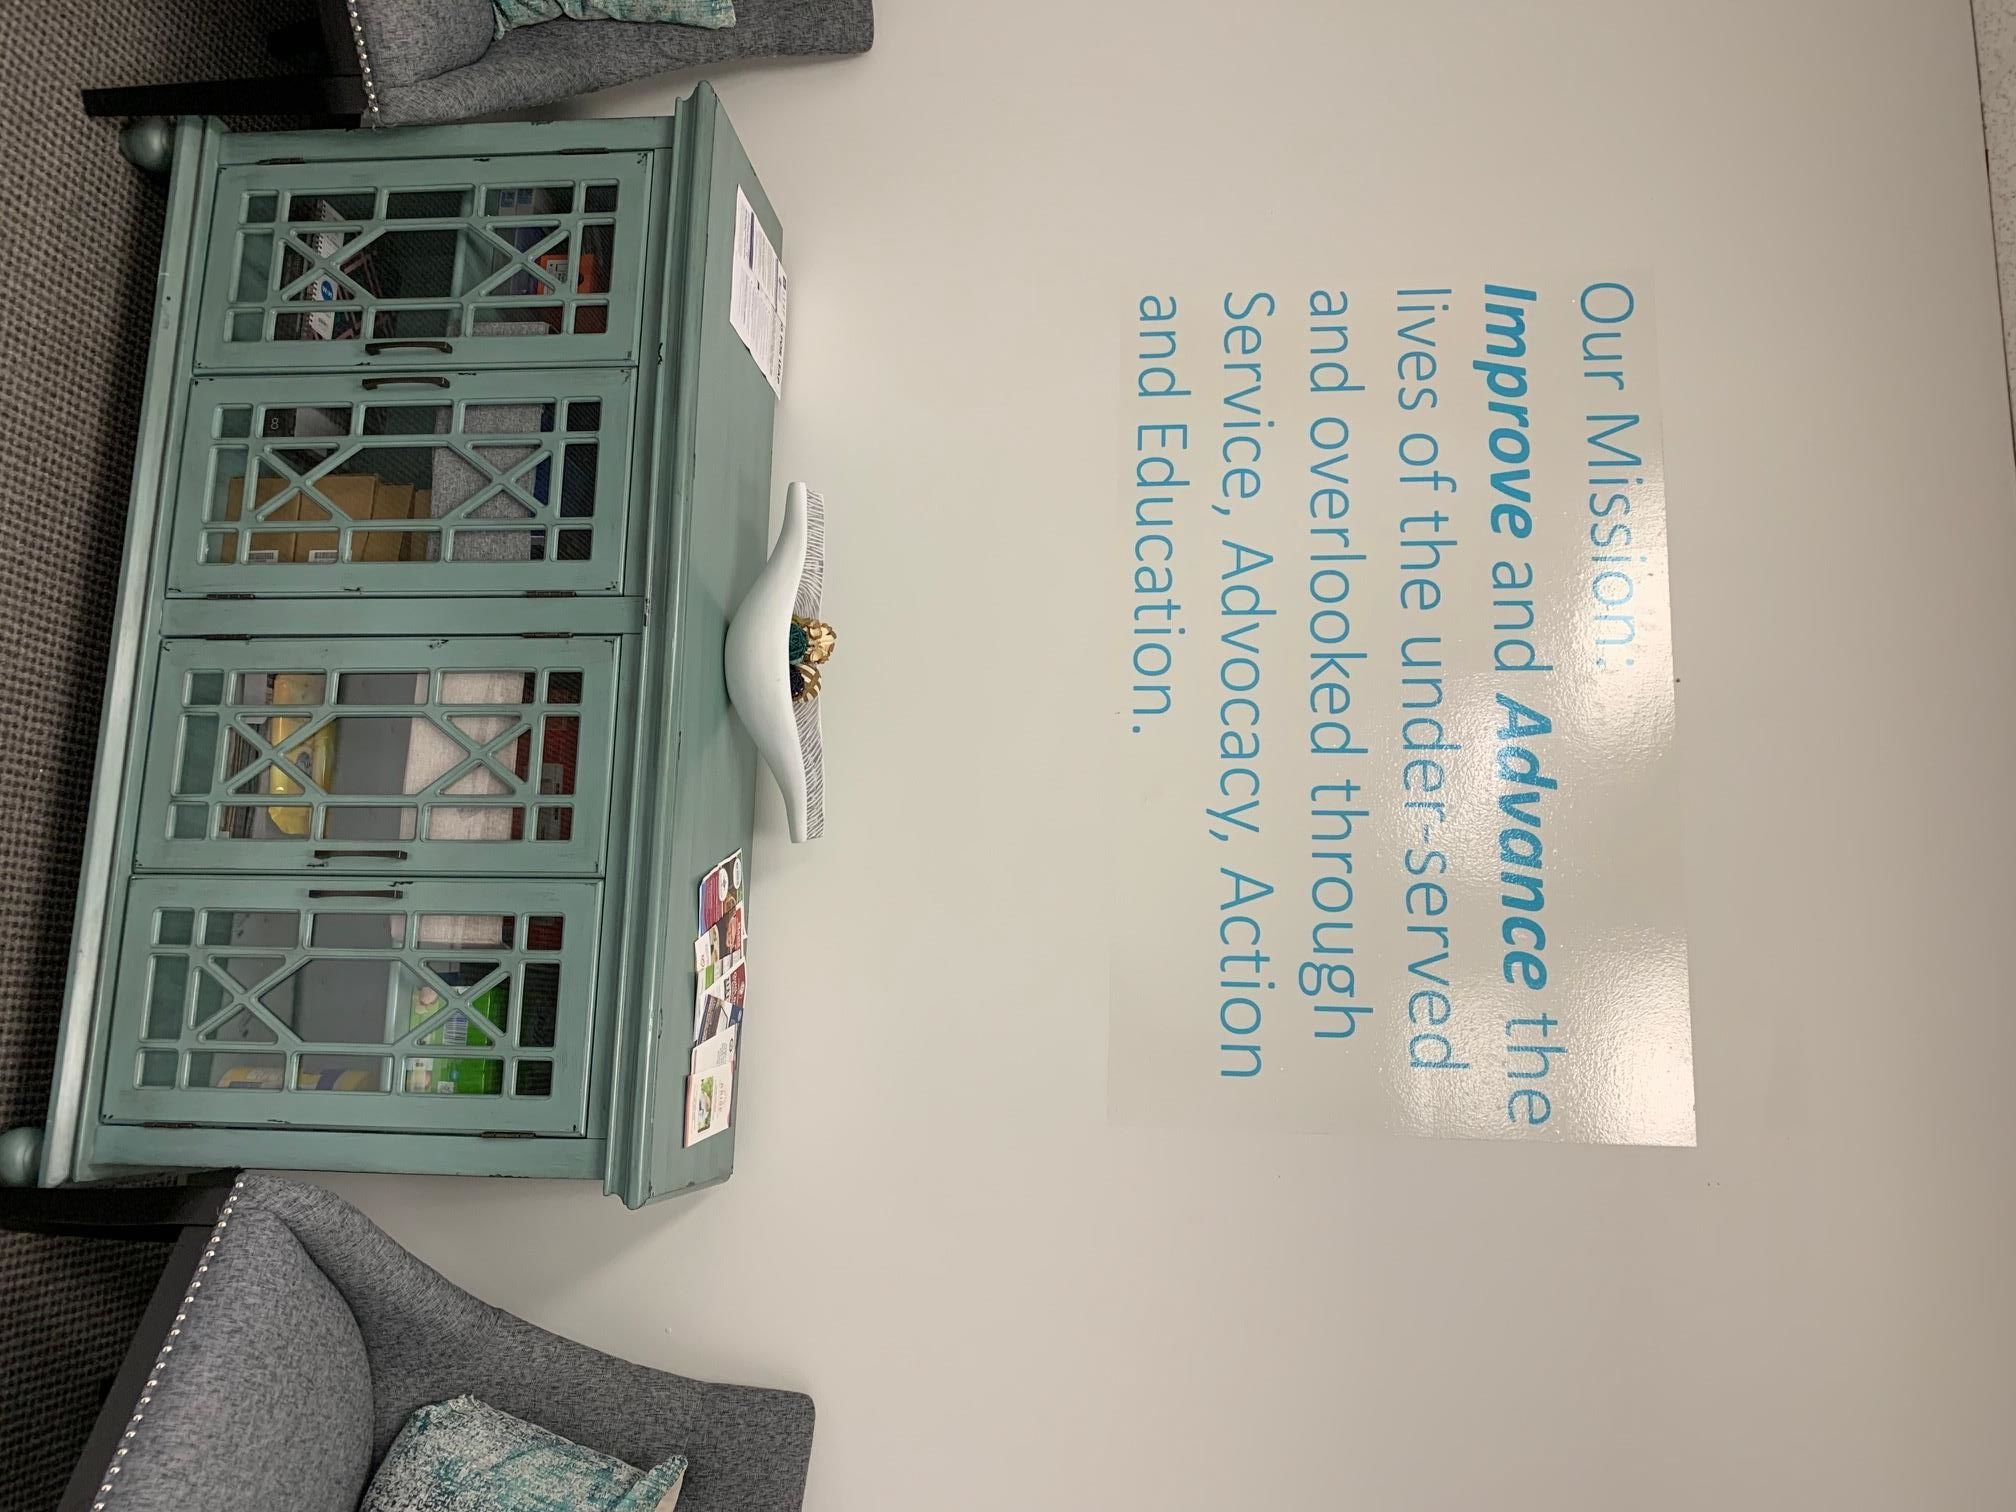 Our Mission:
Improve and Advance the
lives of the under-served
and overlooked through
Service, Advocacy, Action
and Education.
8